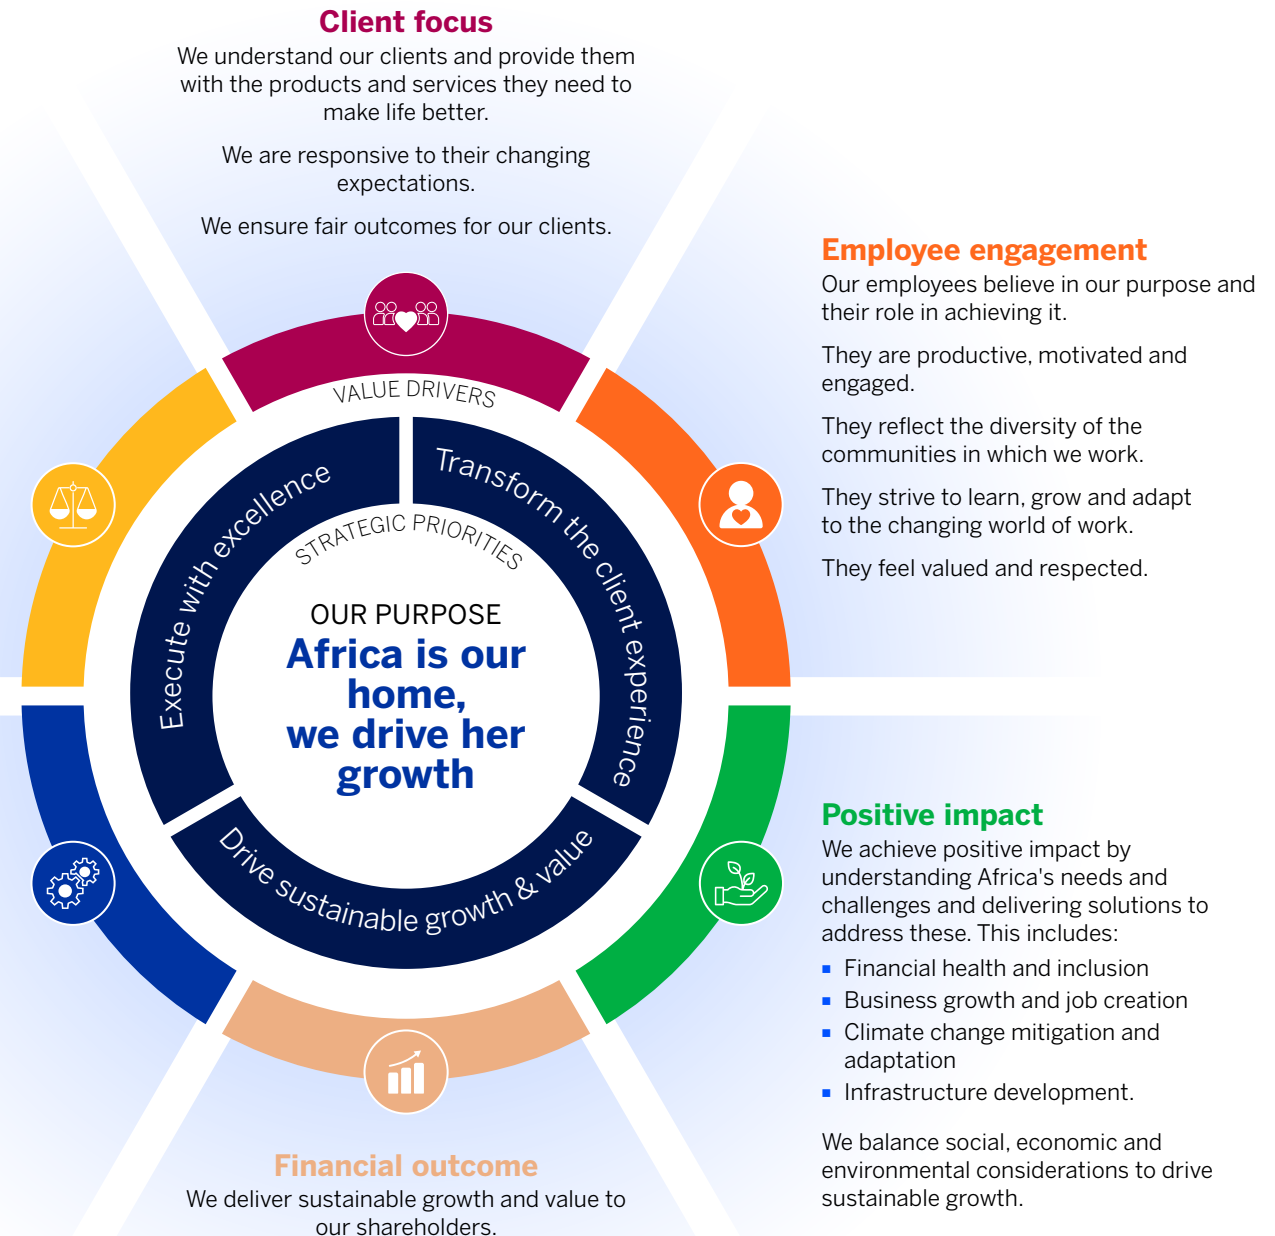 Client focus
We understand our clients and provide them
with the products and services they need to
make life better.
We are responsive to their changing
expectations.
We ensure fair outcomes for our clients.
Employee engagement
Our employees believe in our purpose and
their role in achieving it.
They are productive, motivated and
engaged.
They reflect the diversity of the
communities in which we work.
They strive to learn, grow and adapt
to the changing world of work.
They feel valued and respected.
VALUE DRIVERS
Execute with excellence
Transform the client experience
Drive sustainable growth & value
STRATEGIC PRIORITIES
OUR PURPOSE
Africa is our
home,
we drive her
growth
Positive impact
We achieve positive impact by
understanding Africa's needs and
challenges and delivering solutions to
address these. This includes:
▪ Financial health and inclusion
▪ Business growth and job creation
▪ Climate change mitigation and
adaptation
▪ Infrastructure development.
We balance social, economic and
environmental considerations to drive
sustainable growth.
Financial outcome
We deliver sustainable growth and value to
our shareholders.